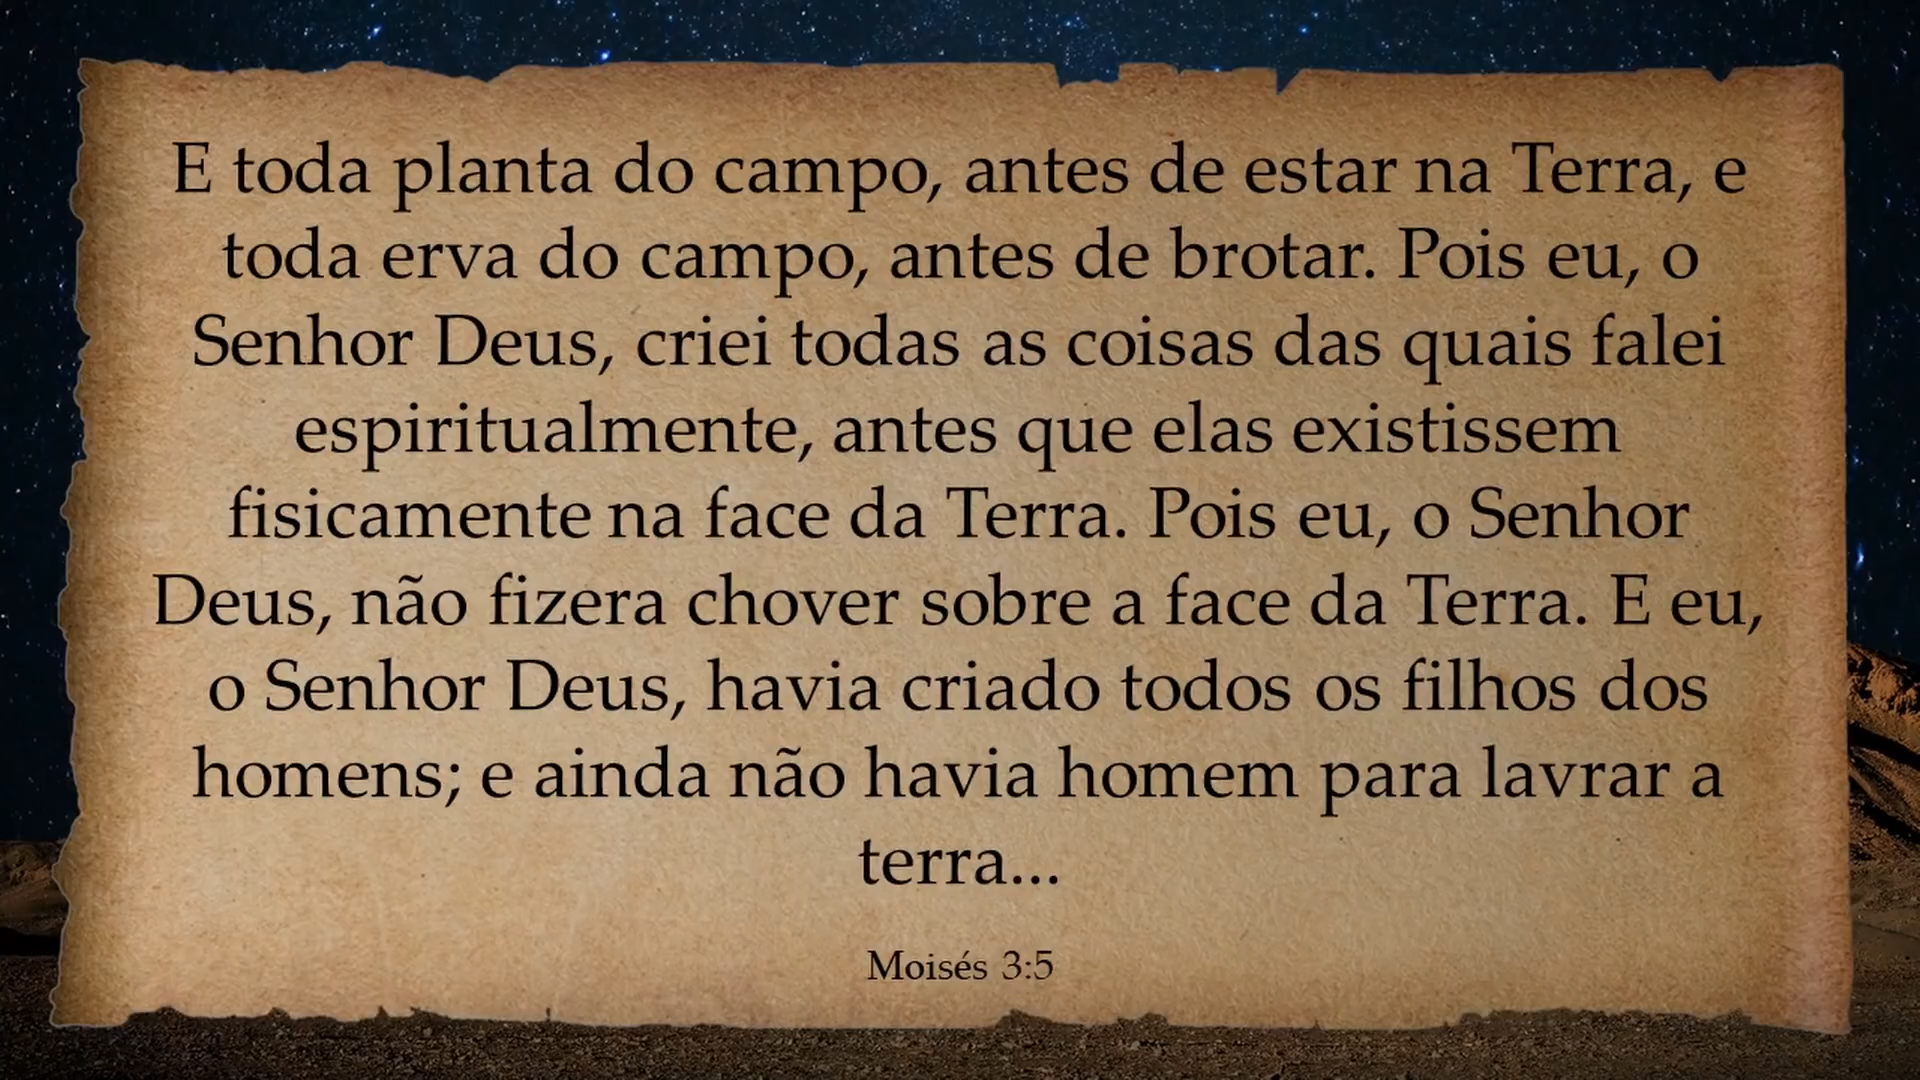 E toda planta do campo, antes de estar na Terra, e
toda erva do campo, antes de brotar. Pois eu, o
Senhor Deus, criei todas as coisas das quais falei
espiritualmente, antes que elas existissem
fisicamente na face da Terra. Pois eu, o Senhor
Deus, não fizera chover sobre a face da Terra. E eu,
o Senhor Deus, havia criado todos os filhos dos
homens; e ainda não havia homem para lavrar a
terra...
Moisés 3:5